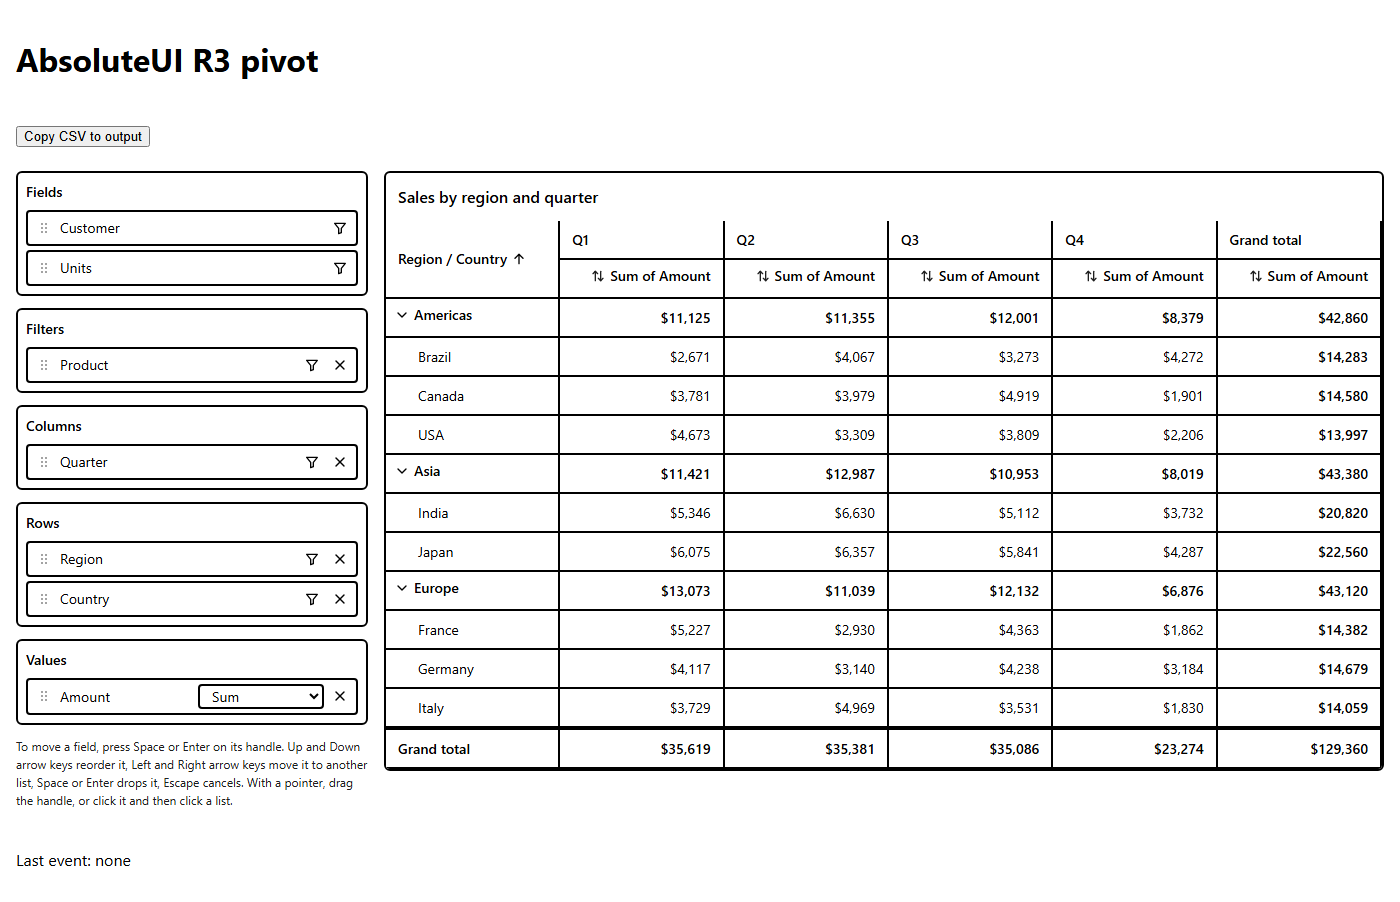 AbsoluteUI R3 pivot
Copy CSV to output
Fields
Customer
Units
Filters
Product
Columns
Quarter
Rows
Region
Country
Values
Amount Sum
To move a field, press Space or Enter on its handle. Up and Down
arrow keys reorder it, Left and Right arrow keys move it to another
list, Space or Enter drops it, Escape cancels. With a pointer, drag
the handle, or click it and then click a list.
Sales by region and quarter
Region / Country Q1 Q2 Q3 Q4 Grand total
Sum of Amount Sum of Amount Sum of Amount Sum of Amount Sum of Amount
Americas $11,125 $11,355 $12,001 $8,379 $42,860
Brazil $2,671 $4,067 $3,273 $4,272 $14,283
Canada $3,781 $3,979 $4,919 $1,901 $14,580
USA $4,673 $3,309 $3,809 $2,206 $13,997
Asia $11,421 $12,987 $10,953 $8,019 $43,380
India $5,346 $6,630 $5,112 $3,732 $20,820
Japan $6,075 $6,357 $5,841 $4,287 $22,560
Europe $13,073 $11,039 $12,132 $6,876 $43,120
France $5,227 $2,930 $4,363 $1,862 $14,382
Germany $4,117 $3,140 $4,238 $3,184 $14,679
Italy $3,729 $4,969 $3,531 $1,830 $14,059
Grand total $35,619 $35,381 $35,086 $23,274 $129,360
Last event: none